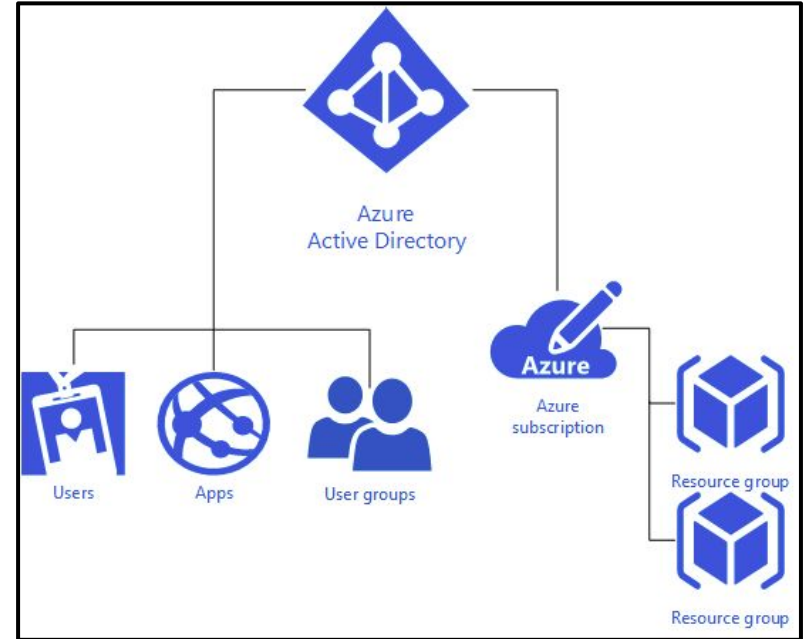 Azure
Active Directory
Azure
Azure
subscription
Users
Apps
User groups
Resource group
Resource group